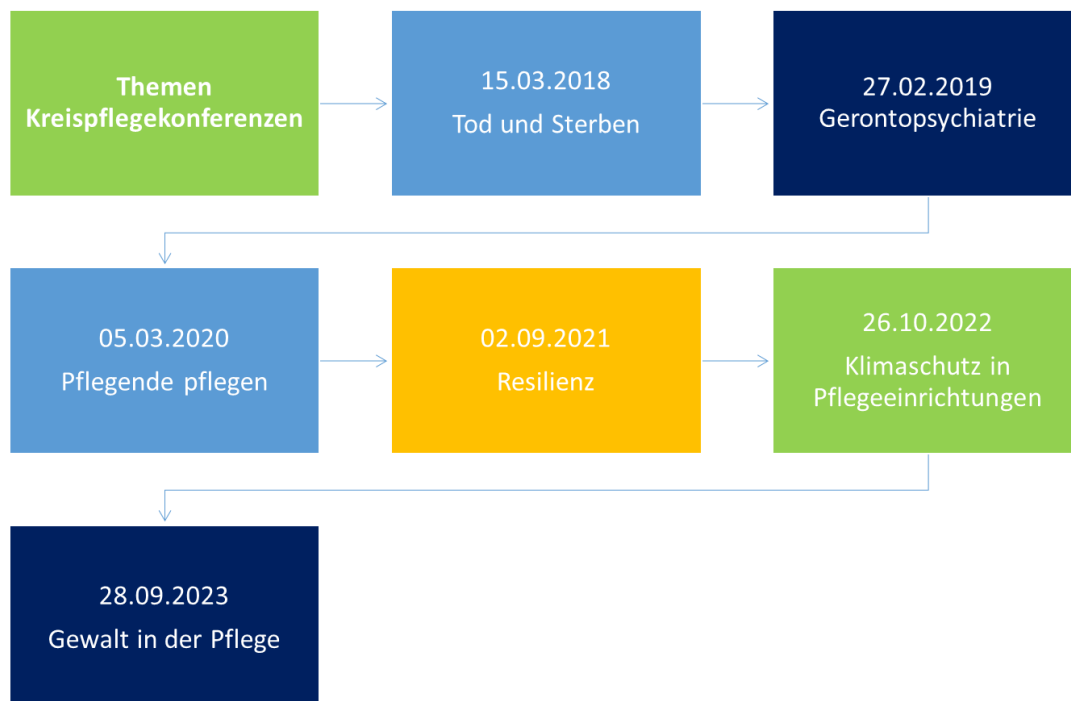 Themen
Kreispflegekonferenzen
15.03.2018
Tod und Sterben
27.02.2019
Gerontopsychiatrie
05.03.2020
Pflegende pflegen
02.09.2021
Resilienz
26.10.2022
Klimaschutz in
Pflegeeinrichtungen
28.09.2023
Gewalt in der Pflege